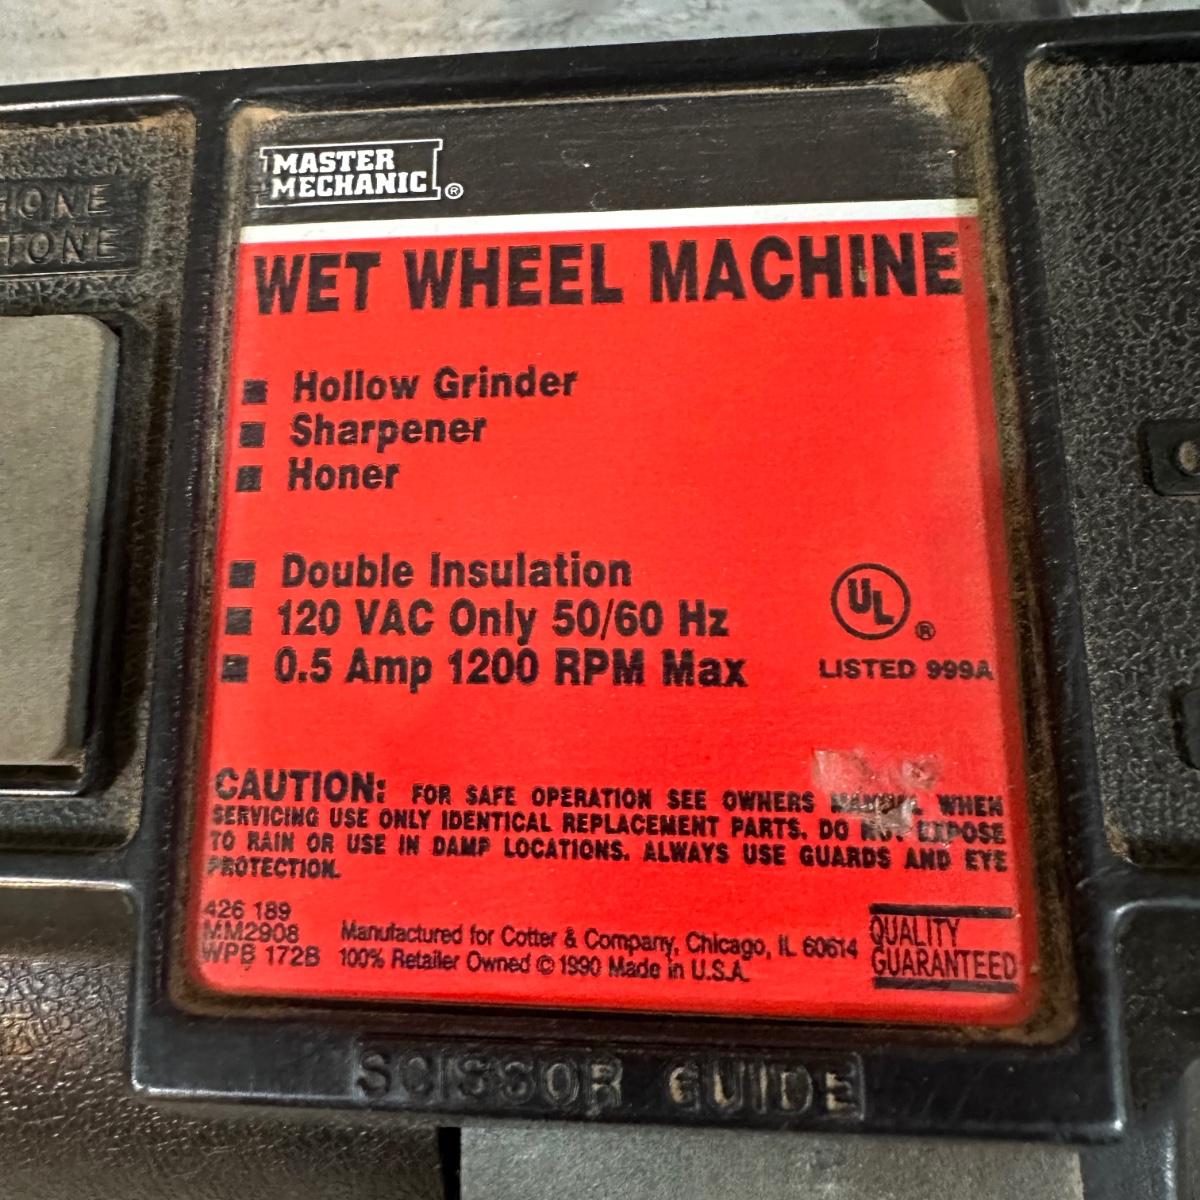 MASTER
MECHANIC®
WET WHEEL MACHINE
■ Hollow Grinder
■ Sharpener
■ Honer
■ Double Insulation
■ 120 VAC Only 50/60 Hz
■ 0.5 Amp 1200 RPM Max
UL®
LISTED 999A
CAUTION: FOR SAFE OPERATION SEE OWNERS MANUAL WHEN
SERVICING USE ONLY IDENTICAL REPLACEMENT PARTS. DO NOT EXPOSE
TO RAIN OR USE IN DAMP LOCATIONS. ALWAYS USE GUARDS AND EYE
PROTECTION.
426 189
MM2908
WPB 172B
Manufactured for Cotter & Company, Chicago, IL 60614
100% Retailer Owned © 1990 Made in U.S.A.
QUALITY
GUARANTEED
SCISSOR GUIDE